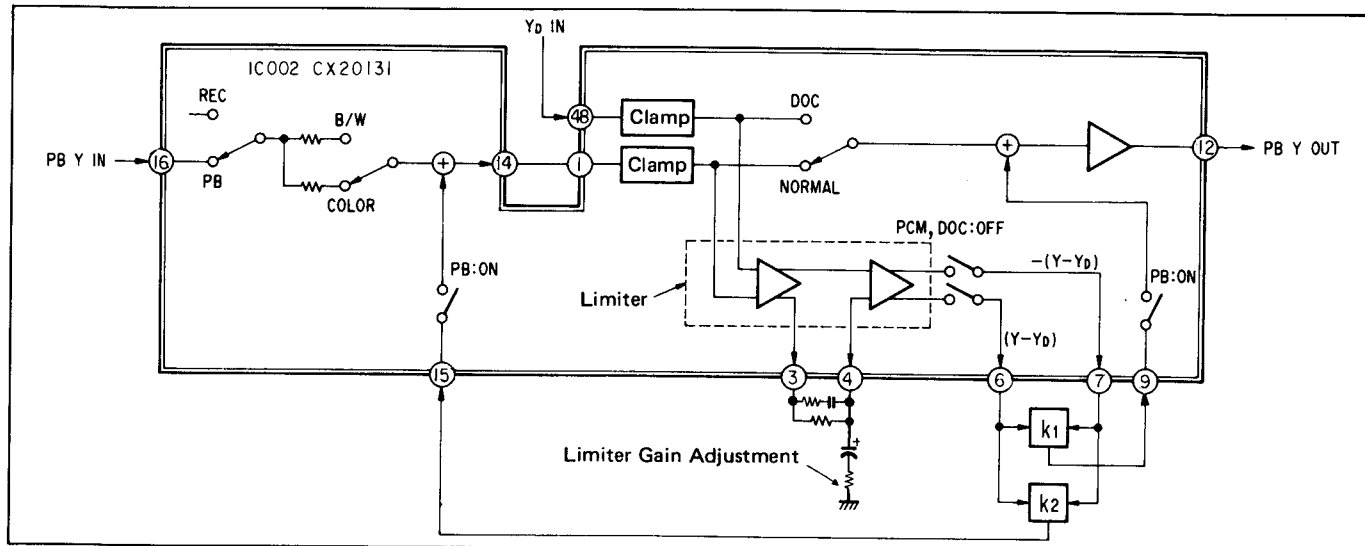 YD IN
IC002 CX20131
REC
B/W
48
Clamp
DOC
PB Y IN
16
PB
COLOR
+
14
1
Clamp
NORMAL
+
12
PB Y OUT
PCM, DOC:OFF
PB:ON
Limiter
-(Y-YD)
(Y-YD)
PB:ON
15
3
4
6
7
9
+
k1
Limiter Gain Adjustment
k2